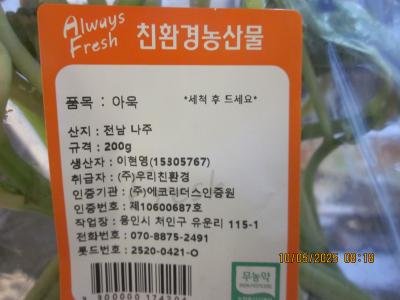 Always
Fresh
친환경농산물
품목 : 아욱 *세척 후 드세요*
산지 : 전남 나주
규격 : 200g
생산자 : 이현영(15305767)
취급자 : (주)우리친환경
인증기관 : (주)에코리더스인증원
인증번호 : 제10600687호
작업장 : 용인시 처인구 유운리 115-1
전화번호 : 070-8875-2491
롯드번호 : 2520-0421-O
무농약
10/05/2025 08:18